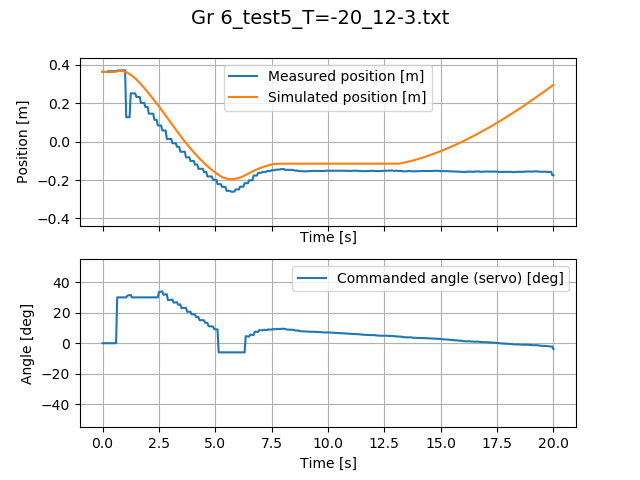 Gr 6_test5_T=-20_12-3.txt
Measured position [m]
Simulated position [m]
Position [m]
0.4
0.2
0.0
−0.2
−0.4
Time [s]
Commanded angle (servo) [deg]
Angle [deg]
40
20
0
−20
−40
0.0 2.5 5.0 7.5 10.0 12.5 15.0 17.5 20.0
Time [s]